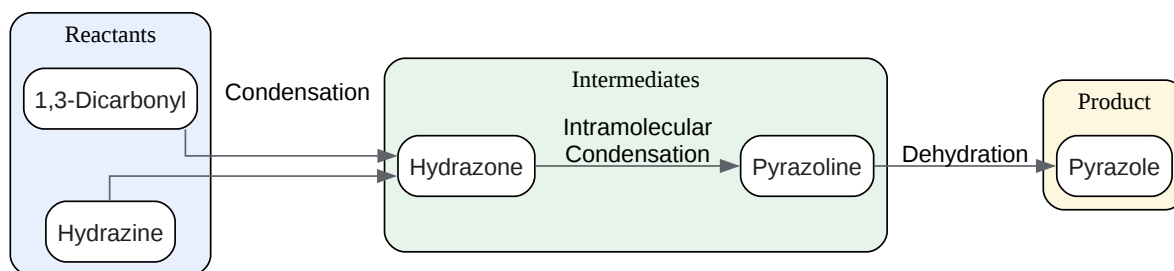 Reactants
1,3-Dicarbonyl
Hydrazine
Condensation
Intermediates
Hydrazone
Intramolecular
Condensation
Pyrazoline
Dehydration
Product
Pyrazole